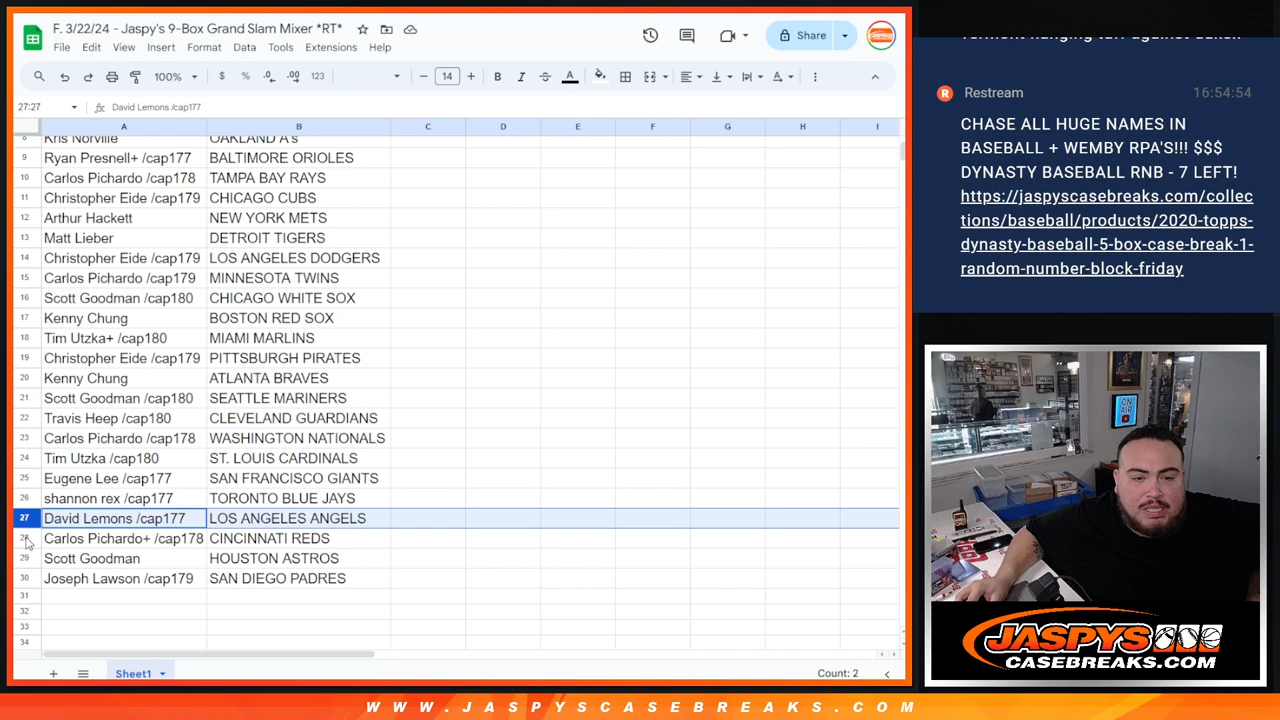 F. 3/22/24 - Jaspy's 9-Box Grand Slam Mixer *RT*
File Edit View Insert Format Data Tools Extensions Help
Share
100% $ % .0 .00 123 14 B I A
27:27 fx David Lemons /cap177
A B C D E F G H I
8 Kris Norville OAKLAND A's
9 Ryan Presnell+ /cap177 BALTIMORE ORIOLES
10 Carlos Pichardo /cap178 TAMPA BAY RAYS
11 Christopher Eide /cap179 CHICAGO CUBS
12 Arthur Hackett NEW YORK METS
13 Matt Lieber DETROIT TIGERS
14 Christopher Eide /cap179 LOS ANGELES DODGERS
15 Carlos Pichardo /cap179 MINNESOTA TWINS
16 Scott Goodman /cap180 CHICAGO WHITE SOX
17 Kenny Chung BOSTON RED SOX
18 Tim Utzka+ /cap180 MIAMI MARLINS
19 Christopher Eide /cap179 PITTSBURGH PIRATES
20 Kenny Chung ATLANTA BRAVES
21 Scott Goodman /cap180 SEATTLE MARINERS
22 Travis Heep /cap180 CLEVELAND GUARDIANS
23 Carlos Pichardo /cap178 WASHINGTON NATIONALS
24 Tim Utzka /cap180 ST. LOUIS CARDINALS
25 Eugene Lee /cap177 SAN FRANCISCO GIANTS
26 shannon rex /cap177 TORONTO BLUE JAYS
27 David Lemons /cap177 LOS ANGELES ANGELS
28 Carlos Pichardo+ /cap178 CINCINNATI REDS
29 Scott Goodman HOUSTON ASTROS
30 Joseph Lawson /cap179 SAN DIEGO PADRES
31
32
33
34
Sheet1 Count: 2
Restream 16:54:54
CHASE ALL HUGE NAMES IN
BASEBALL + WEMBY RPA'S!!! $$$
DYNASTY BASEBALL RNB - 7 LEFT!
https://jaspyscasebreaks.com/collec
tions/baseball/products/2020-topps-
dynasty-baseball-5-box-case-break-1-
random-number-block-friday
ON
AIR
JASPYS
CASEBREAKS.COM
WWW.JASPYSCASEBREAKS.COM